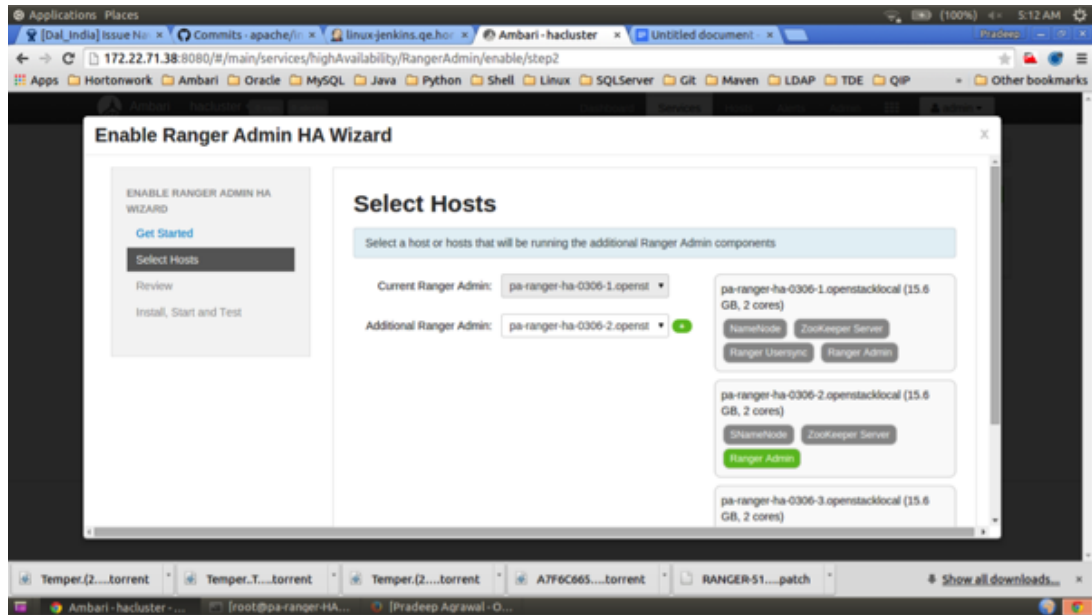 Applications Places
(100%)
5:12 AM
[Dal_India] Issue Na
Commits · apache/in
linux-jenkins.qe.hor
Ambari - hacluster
Untitled document
Pradeep
172.22.71.38:8080/#/main/services/highAvailability/RangerAdmin/enable/step2
Apps Hortonwork Ambari Oracle MySQL Java Python Shell Linux SQLServer Git Maven LDAP TDE QIP » Other bookmarks
Ambari hacluster Services admin
Enable Ranger Admin HA Wizard
x
ENABLE RANGER ADMIN HA
WIZARD
Get Started
Select Hosts
Review
Install, Start and Test
Select Hosts
Select a host or hosts that will be running the additional Ranger Admin components
Current Ranger Admin: pa-ranger-ha-0306-1.openst
Additional Ranger Admin: pa-ranger-ha-0306-2.openst +
pa-ranger-ha-0306-1.openstacklocal (15.6
GB, 2 cores)
NameNode ZooKeeper Server
Ranger Usersync Ranger Admin
pa-ranger-ha-0306-2.openstacklocal (15.6
GB, 2 cores)
SNameNode ZooKeeper Server
Ranger Admin
pa-ranger-ha-0306-3.openstacklocal (15.6
GB, 2 cores)
Temper.(2....torrent
Temper..T....torrent
Temper.(2....torrent
A7F6C665....torrent
RANGER-51....patch
Show all downloads...
Ambari - hacluster - ...
[root@pa-ranger-HA...
[Pradeep Agrawal - O...